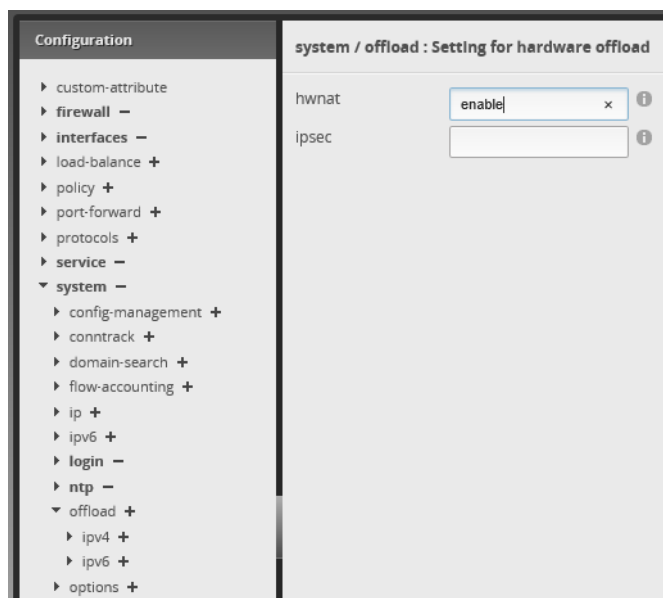 Configuration
custom-attribute
firewall −
interfaces −
load-balance +
policy +
port-forward +
protocols +
service −
system −
config-management +
conntrack +
domain-search +
flow-accounting +
ip +
ipv6 +
login −
ntp −
offload +
ipv4 +
ipv6 +
options +
system / offload : Setting for hardware offload
hwnat enable ×
ipsec